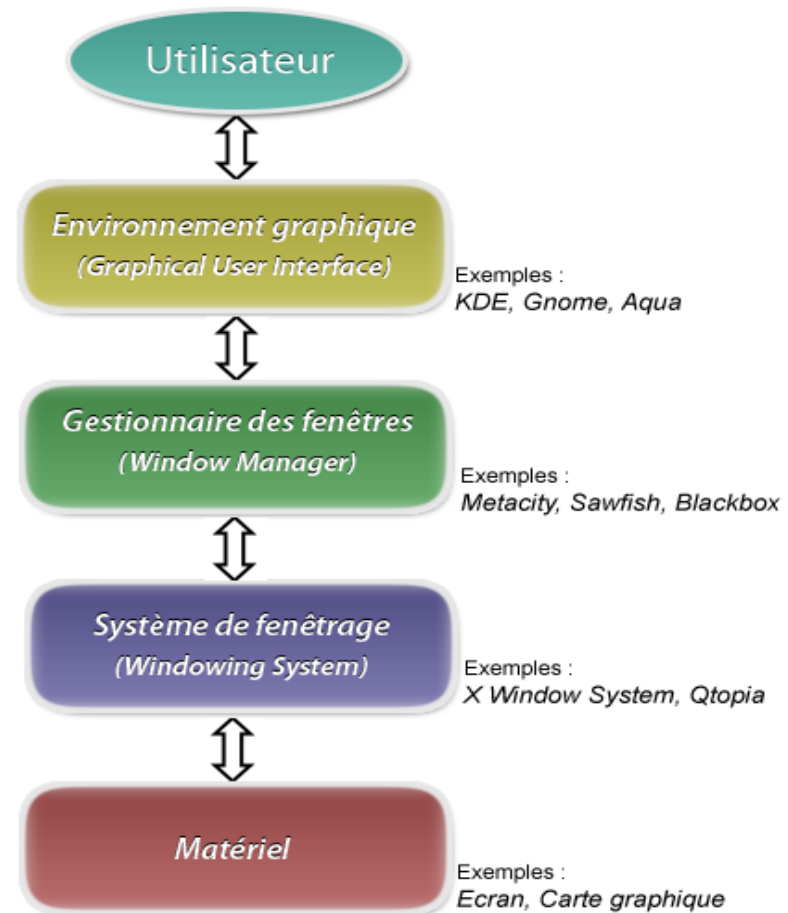 Utilisateur
Environnement graphique
(Graphical User Interface)
Exemples :
KDE, Gnome, Aqua
Gestionnaire des fenêtres
(Window Manager)
Exemples :
Metacity, Sawfish, Blackbox
Système de fenêtrage
(Windowing System)
Exemples :
X Window System, Qtopia
Matériel
Exemples :
Ecran, Carte graphique